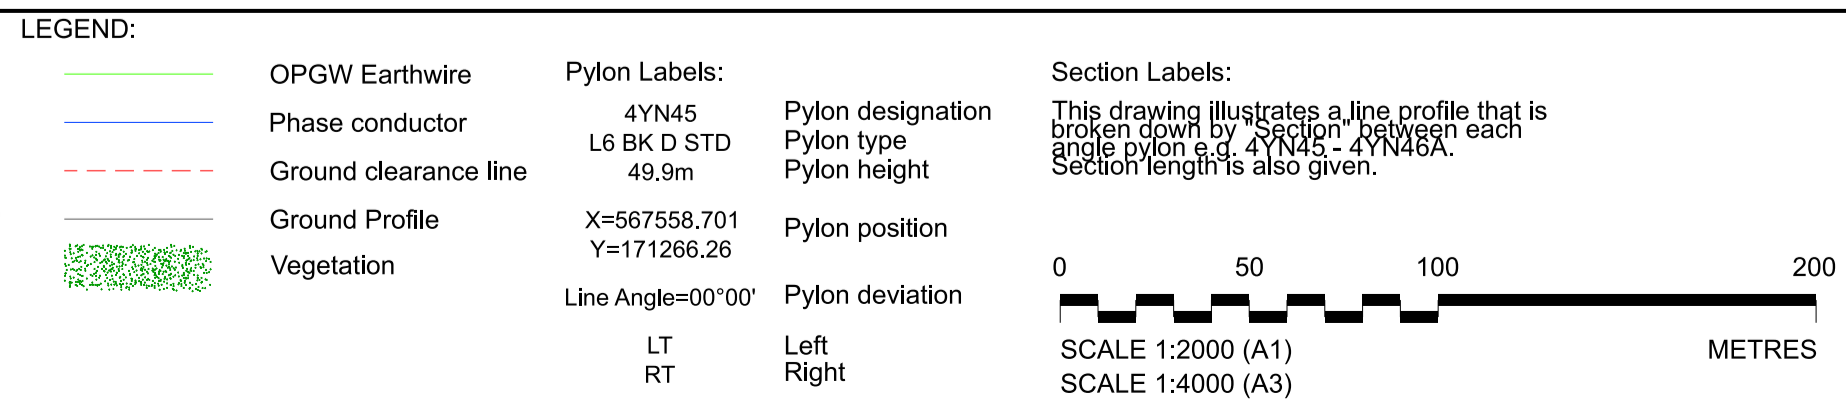 LEGEND:
OPGW Earthwire
Phase conductor
Ground clearance line
Ground Profile
Vegetation
Pylon Labels:
4YN45 Pylon designation
L6 BK D STD Pylon type
49.9m Pylon height
X=567558.701
Y=171266.26
Pylon position
Line Angle=00°00' Pylon deviation
LT Left
RT Right
Section Labels:
This drawing illustrates a line profile that is
broken down by "Section" between each
angle pylon e.g. 4YN45 - 4YN46A.
Section length is also given.
0 50 100 200
SCALE 1:2000 (A1) METRES
SCALE 1:4000 (A3)